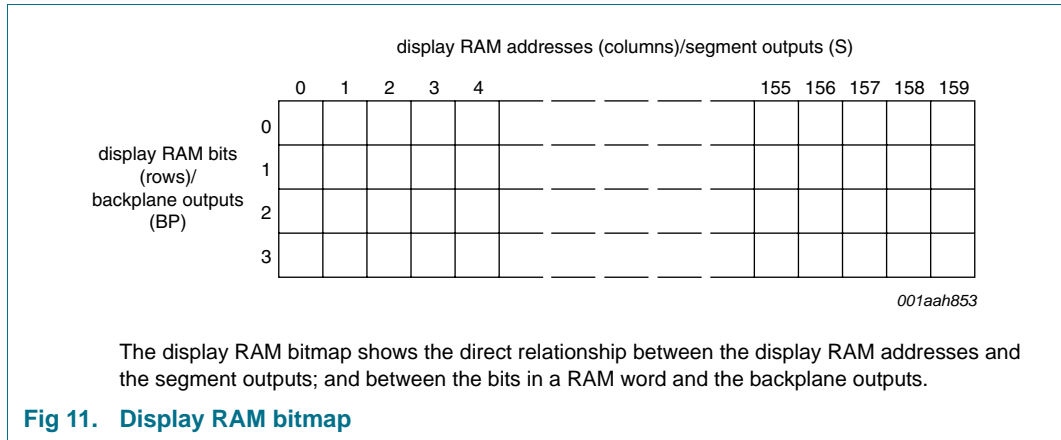 display RAM addresses (columns)/segment outputs (S)
0 1 2 3 4 155 156 157 158 159
0
display RAM bits
(rows)/
backplane outputs
(BP)
1
2
3
001aah853
The display RAM bitmap shows the direct relationship between the display RAM addresses and
the segment outputs; and between the bits in a RAM word and the backplane outputs.
Fig 11. Display RAM bitmap